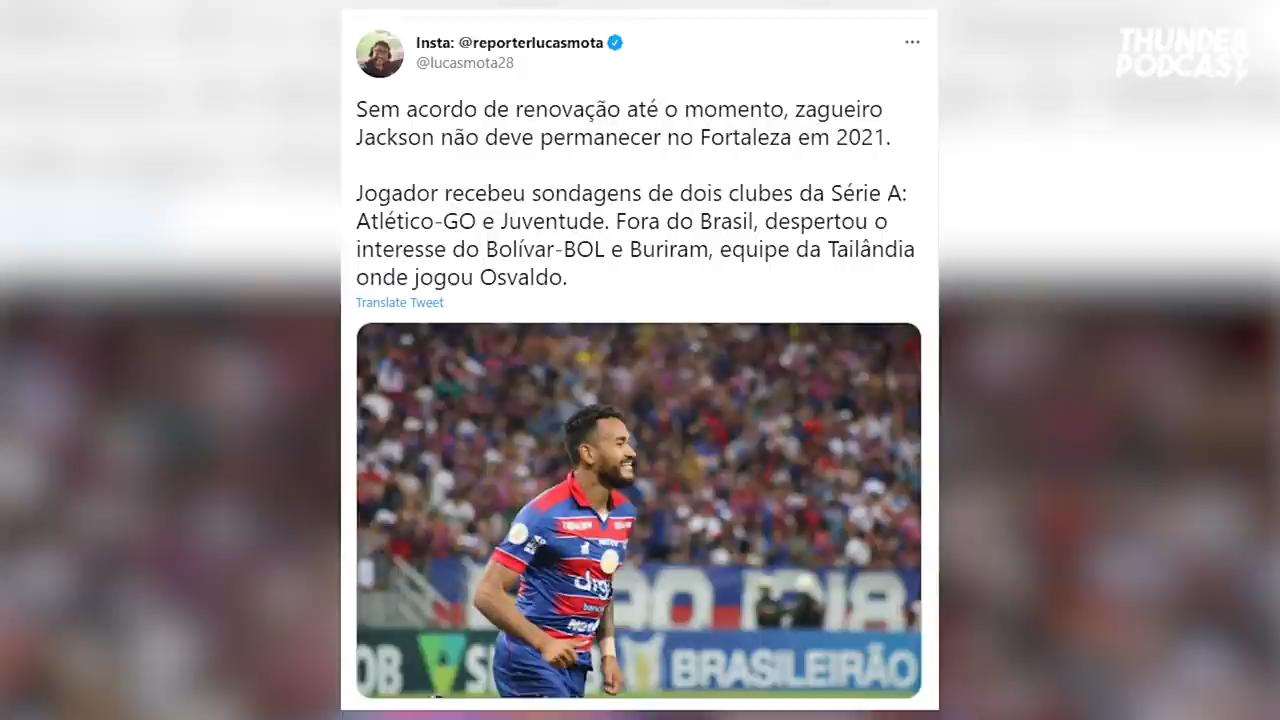 THUNDER
PODCAST
Insta: @reporterlucasmota
@lucasmota28
Sem acordo de renovação até o momento, zagueiro
Jackson não deve permanecer no Fortaleza em 2021.
Jogador recebeu sondagens de dois clubes da Série A:
Atlético-GO e Juventude. Fora do Brasil, despertou o
interesse do Bolívar-BOL e Buriram, equipe da Tailândia
onde jogou Osvaldo.
Translate Tweet
1918
BRASILEIRÃO